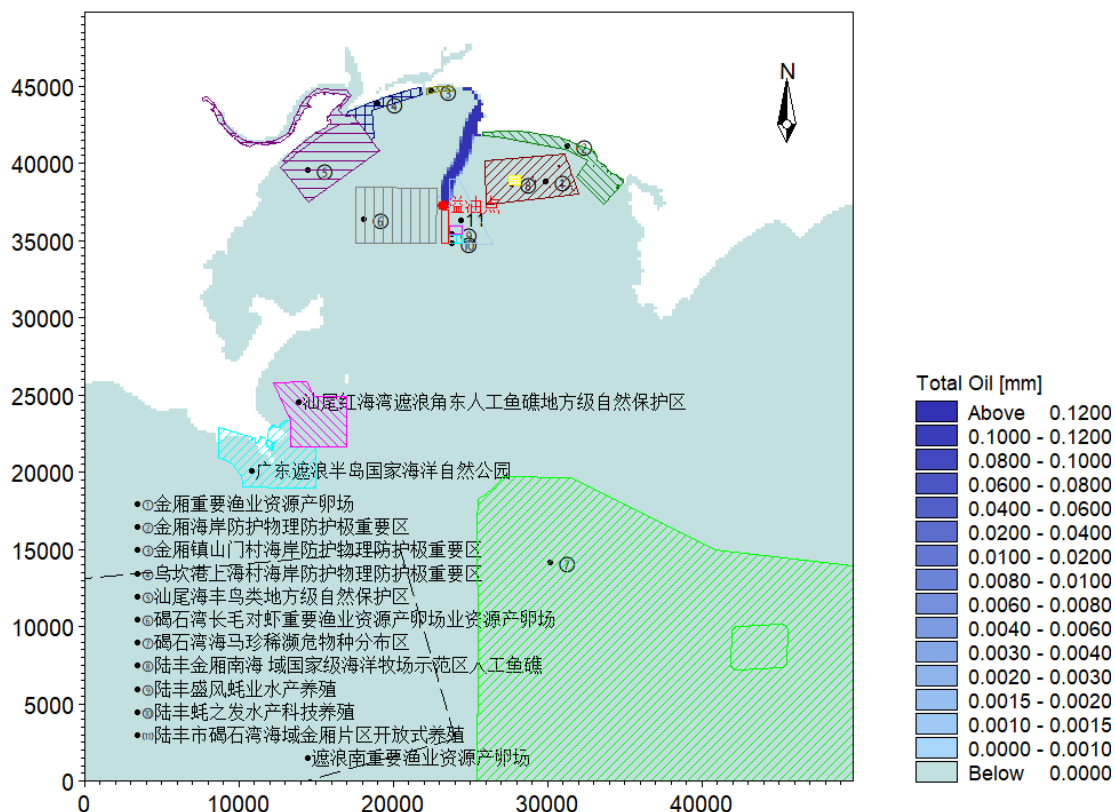 45000
40000
35000
30000
25000
20000
15000
10000
5000
0
0
10000
20000
30000
40000
N
④
③
②
⑤
⑧
①
溢油点
⑥
11
⑨
⑩
汕尾红海湾遮浪角东人工鱼礁地方级自然保护区
广东遮浪半岛国家海洋自然公园
⑦
①金厢重要渔业资源产卵场
②金厢海岸防护物理防护极重要区
③金厢镇山门村海岸防护物理防护极重要区
④乌坎港上海村海岸防护物理防护极重要区
⑤汕尾海丰鸟类地方级自然保护区
⑥碣石湾长毛对虾重要渔业资源产卵场业资源产卵场
⑦碣石湾海马珍稀濒危物种分布区
⑧陆丰金厢南海 域国家级海洋牧场示范区人工鱼礁
⑨陆丰盛风蚝业水产养殖
⑩陆丰蚝之发水产科技养殖
⑾陆丰市碣石湾海域金厢片区开放式养殖
遮浪南重要渔业资源产卵场
Total Oil [mm]
Above 0.1200
0.1000 - 0.1200
0.0800 - 0.1000
0.0600 - 0.0800
0.0400 - 0.0600
0.0200 - 0.0400
0.0100 - 0.0200
0.0080 - 0.0100
0.0060 - 0.0080
0.0040 - 0.0060
0.0030 - 0.0040
0.0020 - 0.0030
0.0015 - 0.0020
0.0010 - 0.0015
0.0000 - 0.0010
Below 0.0000